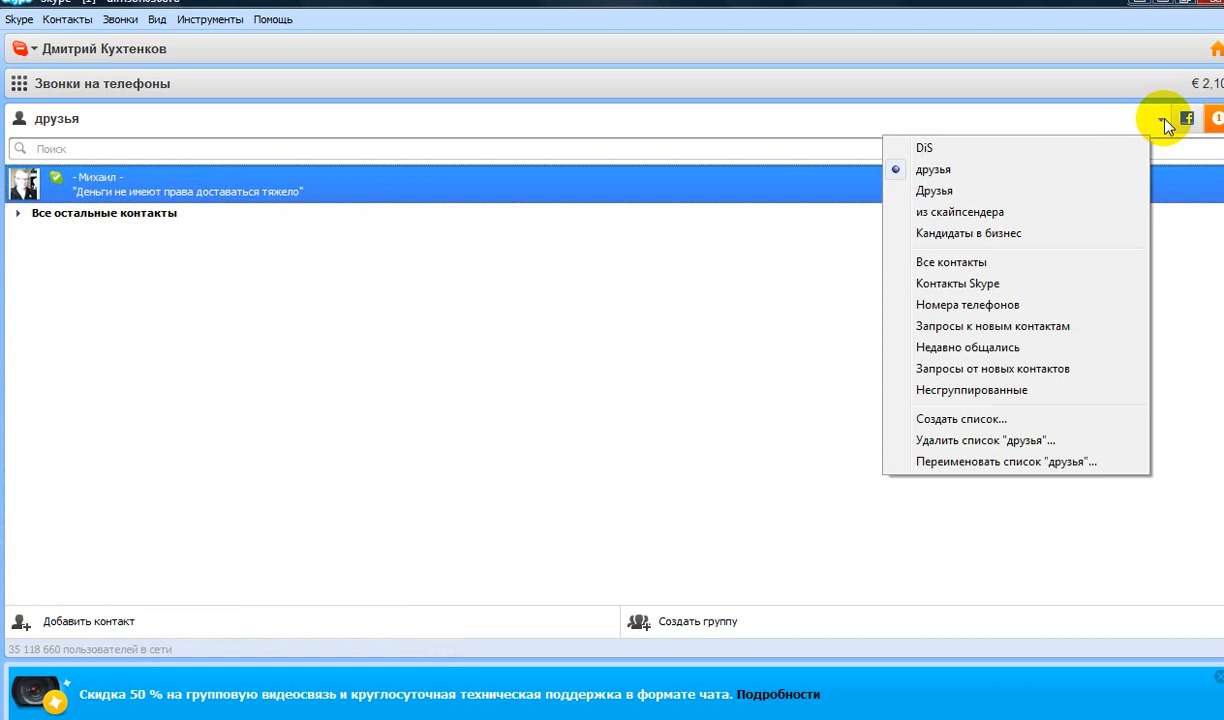 Skype Контакты Звонки Вид Инструменты Помощь
Дмитрий Кухтенков
Звонки на телефоны
€ 2,10
друзья
Поиск
- Михаил -
"Деньги не имеют права доставаться тяжело"
Все остальные контакты
DiS
друзья
Друзья
из скайпсендера
Кандидаты в бизнес
Все контакты
Контакты Skype
Номера телефонов
Запросы к новым контактам
Недавно общались
Запросы от новых контактов
Несгруппированные
Создать список...
Удалить список "друзья"...
Переименовать список "друзья"...
Добавить контакт
Создать группу
35 118 660 пользователей в сети
Скидка 50 % на групповую видеосвязь и круглосуточная техническая поддержка в формате чата. Подробности